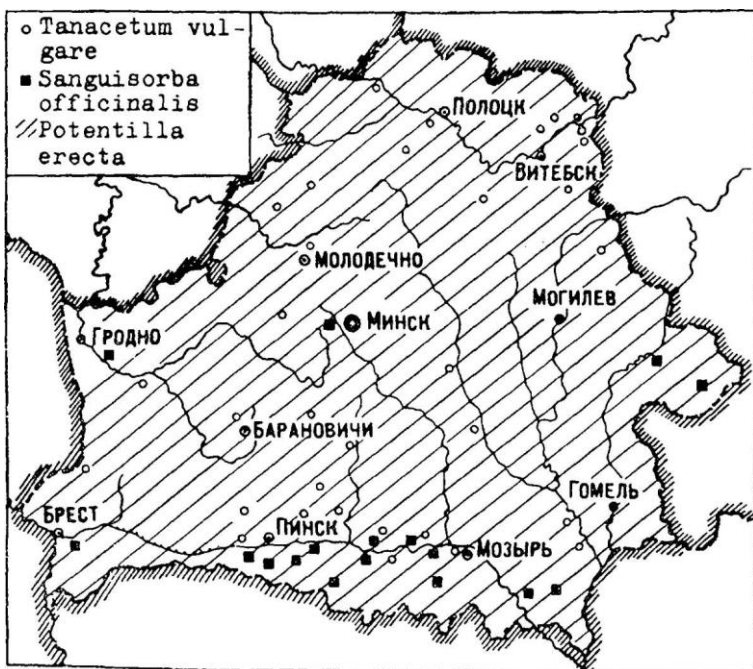 Tanacetum vul-
gare
Sanguisorba
officinalis
Potentilla
erecta
ПОЛОЦК
ВИТЕБСК
МОЛОДЕЧНО
МОГИЛЕВ
МИНСК
ГРОДНО
БАРАНОВИЧИ
ГОМЕЛЬ
БРЕСТ
ПИНСК
МОЗЫРЬ